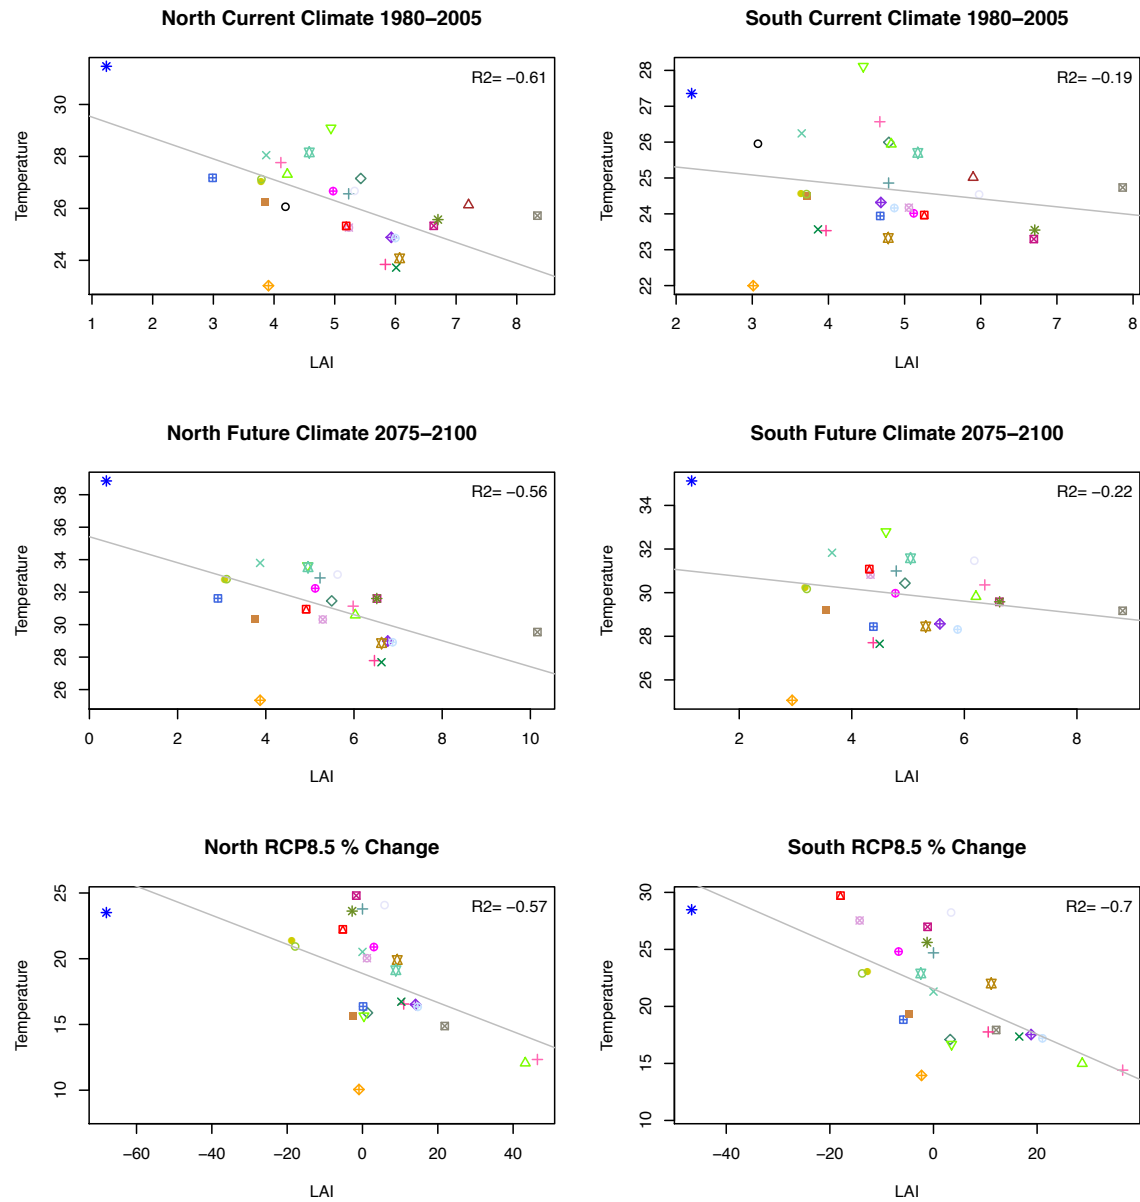 North Current Climate 1980−2005
R2= −0.61
Temperature
24 26 28 30
1 2 3 4 5 6 7 8
LAI
South Current Climate 1980−2005
R2= −0.19
Temperature
22 23 24 25 26 27 28
2 3 4 5 6 7 8
LAI
North Future Climate 2075−2100
R2= −0.56
Temperature
26 28 30 32 34 36 38
0 2 4 6 8 10
LAI
South Future Climate 2075−2100
R2= −0.22
Temperature
26 28 30 32 34
2 4 6 8
LAI
North RCP8.5 % Change
R2= −0.57
Temperature
10 15 20 25
−60 −40 −20 0 20 40
LAI
South RCP8.5 % Change
R2= −0.7
Temperature
10 15 20 25 30
−40 −20 0 20
LAI